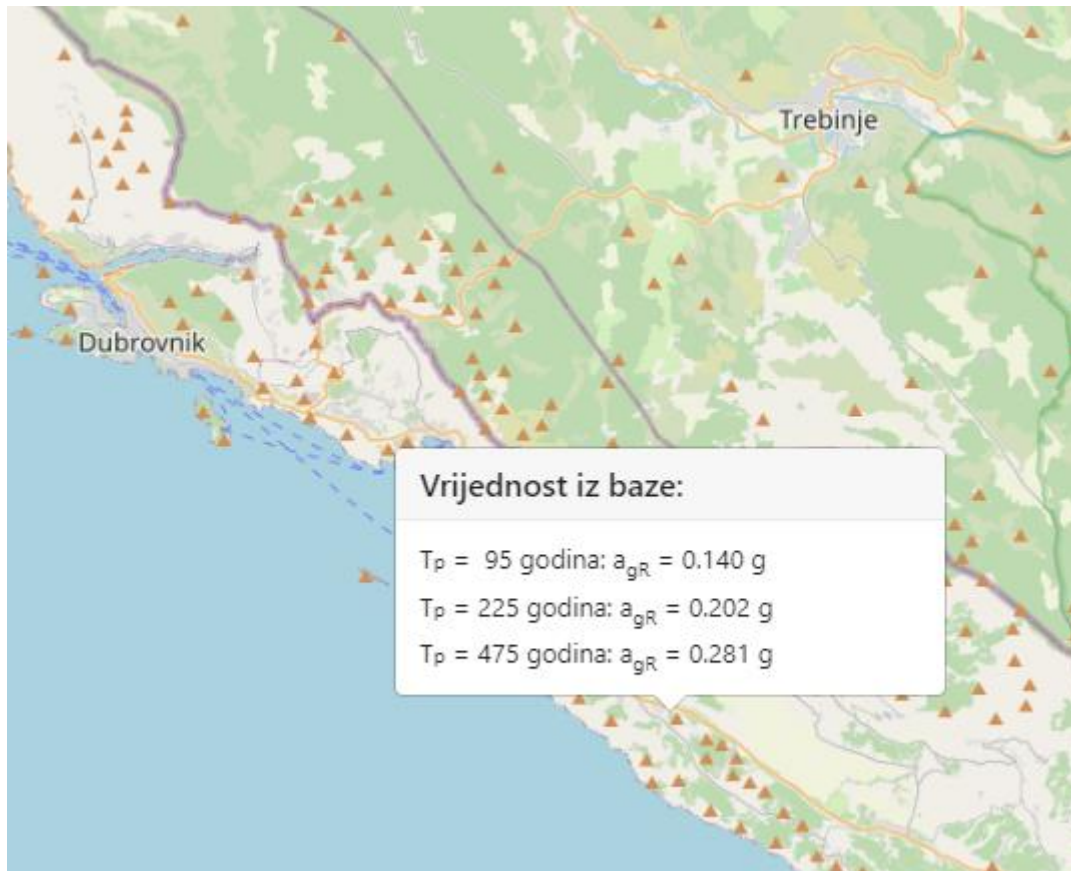 Trebinje
Dubrovnik
Vrijednost iz baze:
Tp = 95 godina: agR = 0.140 g
Tp = 225 godina: agR = 0.202 g
Tp = 475 godina: agR = 0.281 g